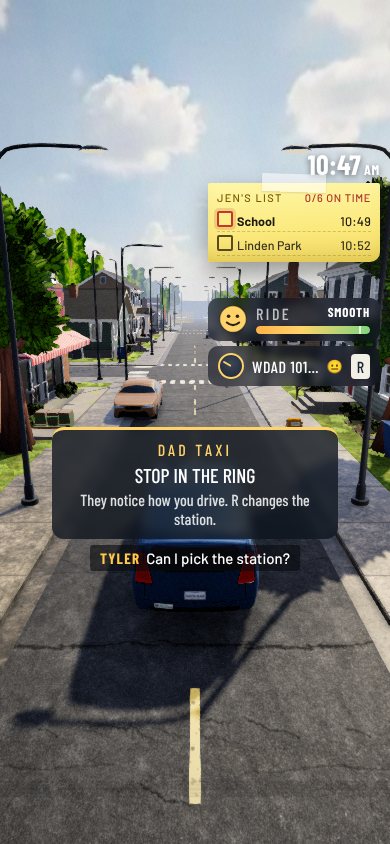 10:47 AM
JEN'S LIST 0/6 ON TIME
School 10:49
Linden Park 10:52
RIDE SMOOTH
WDAD 101... R
DAD TAXI
STOP IN THE RING
They notice how you drive. R changes the
station.
TYLER Can I pick the station?